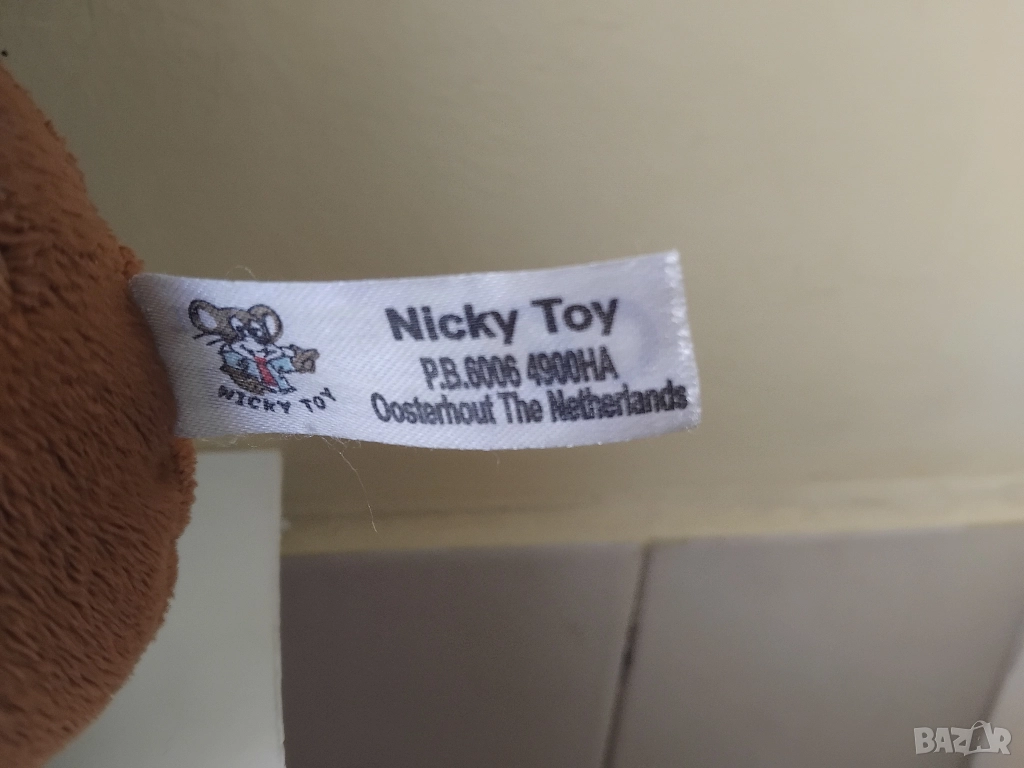 Nicky Toy
P.B.6006 4900HA
Oosterhout The Netherlands
NICKY TOY
BAZAR